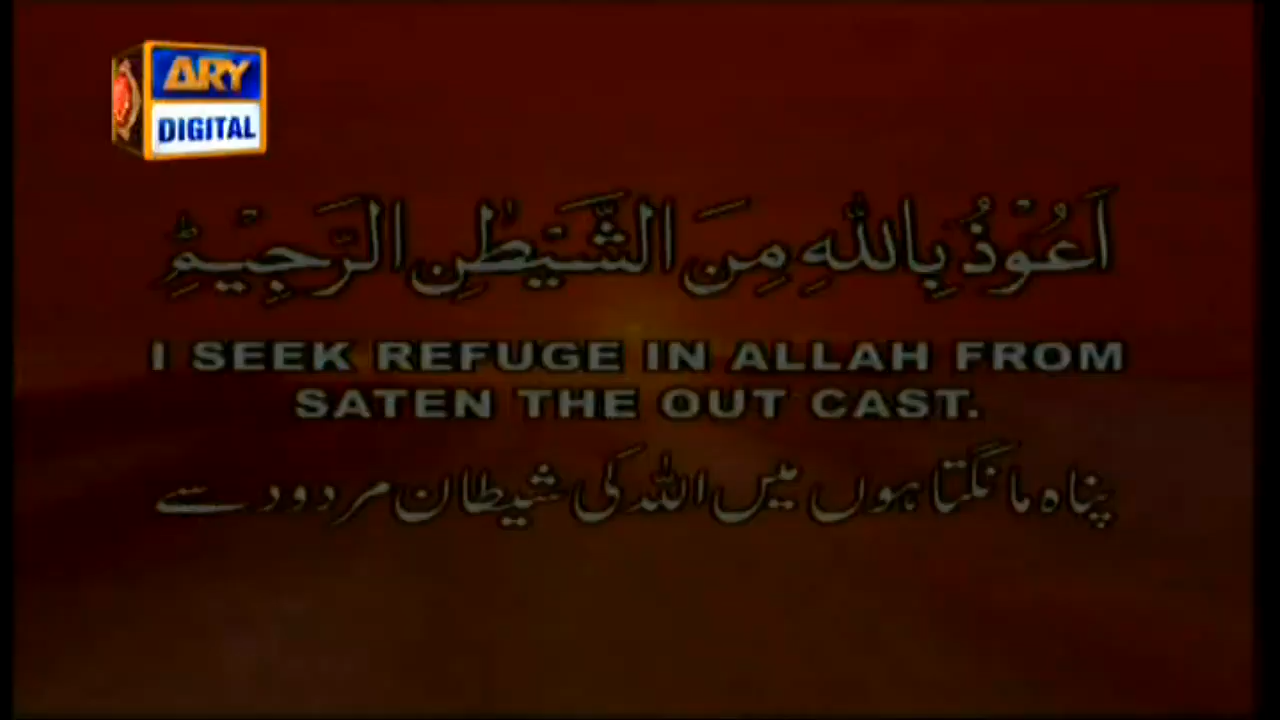 ARY
DIGITAL
اَعُوْذُ بِاللهِ مِنَ الشَّيْطٰنِ الرَّجِيْمِؕ
I SEEK REFUGE IN ALLAH FROM
SATEN THE OUT CAST.
پناہ مانگتا ہوں میں اللہ کی شیطان مردود سے